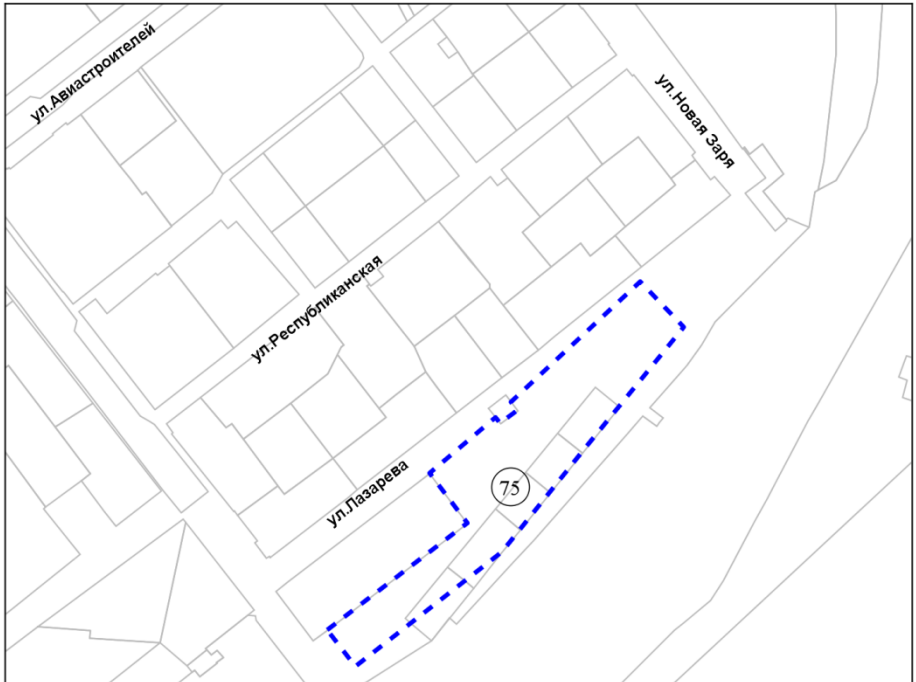 ул.Авиастроителей
ул.Новая Заря
ул.Республиканская
ул.Лазарева
75